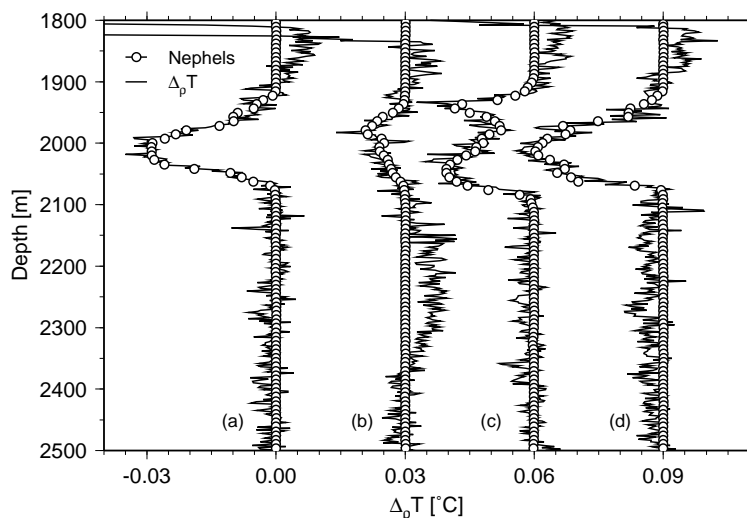 1800
1900
2000
2100
2200
2300
2400
2500
Depth [m]
Nephels
ΔρT
(a)
(b)
(c)
(d)
-0.03
0.00
0.03
0.06
0.09
ΔρT [˚C]